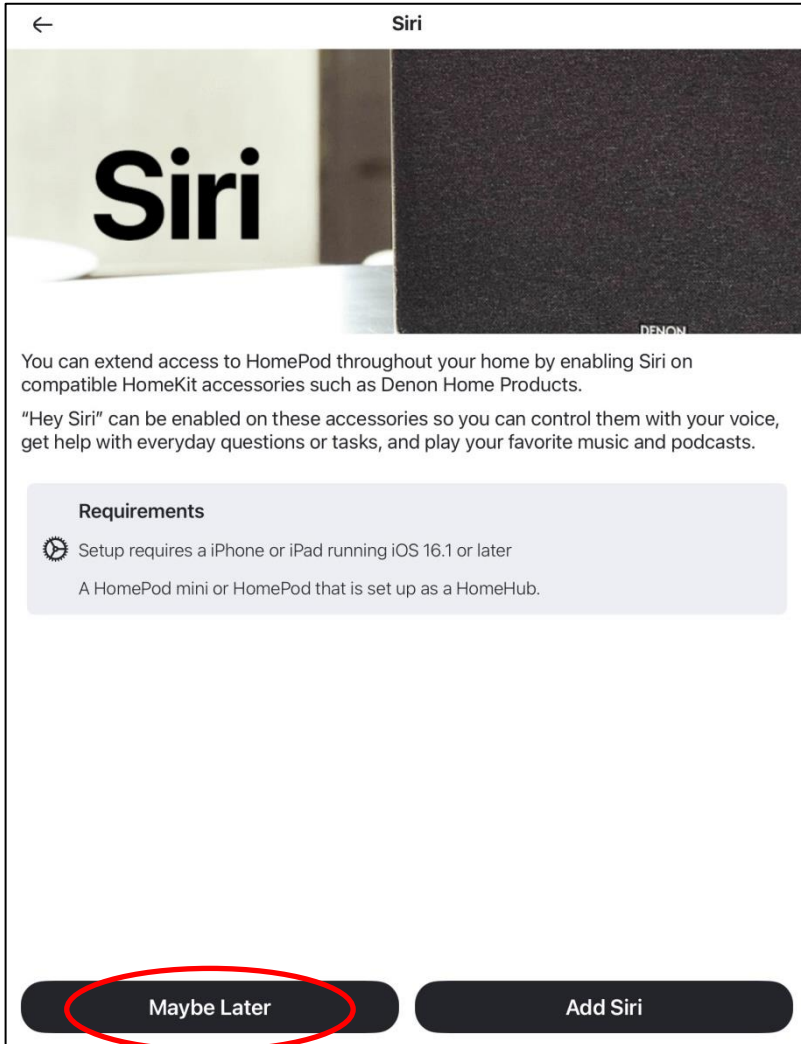 Siri
Siri
DENON
You can extend access to HomePod throughout your home by enabling Siri on
compatible HomeKit accessories such as Denon Home Products.
“Hey Siri” can be enabled on these accessories so you can control them with your voice,
get help with everyday questions or tasks, and play your favorite music and podcasts.
Requirements
Setup requires a iPhone or iPad running iOS 16.1 or later
A HomePod mini or HomePod that is set up as a HomeHub.
Maybe Later
Add Siri